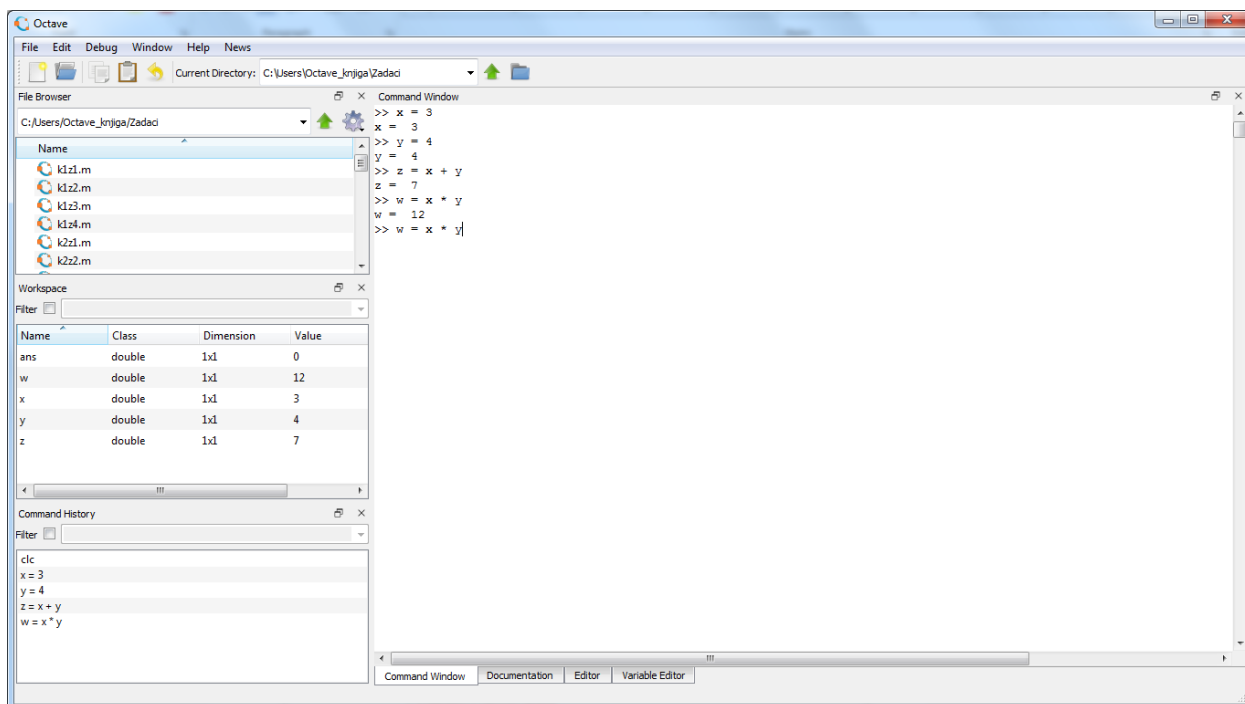 Octave
File Edit Debug Window Help News
Current Directory: C:\Users\Octave_knjiga\Zadaci
File Browser
C:/Users/Octave_knjiga/Zadaci
Name
k1z1.m
k1z2.m
k1z3.m
k1z4.m
k2z1.m
k2z2.m
Workspace
Filter
Name Class Dimension Value
ans double 1x1 0
w double 1x1 12
x double 1x1 3
y double 1x1 4
z double 1x1 7
Command History
Filter
clc
x = 3
y = 4
z = x + y
w = x * y
Command Window
>> x = 3
x = 3
>> y = 4
y = 4
>> z = x + y
z = 7
>> w = x * y
w = 12
>> w = x * y
Command Window Documentation Editor Variable Editor